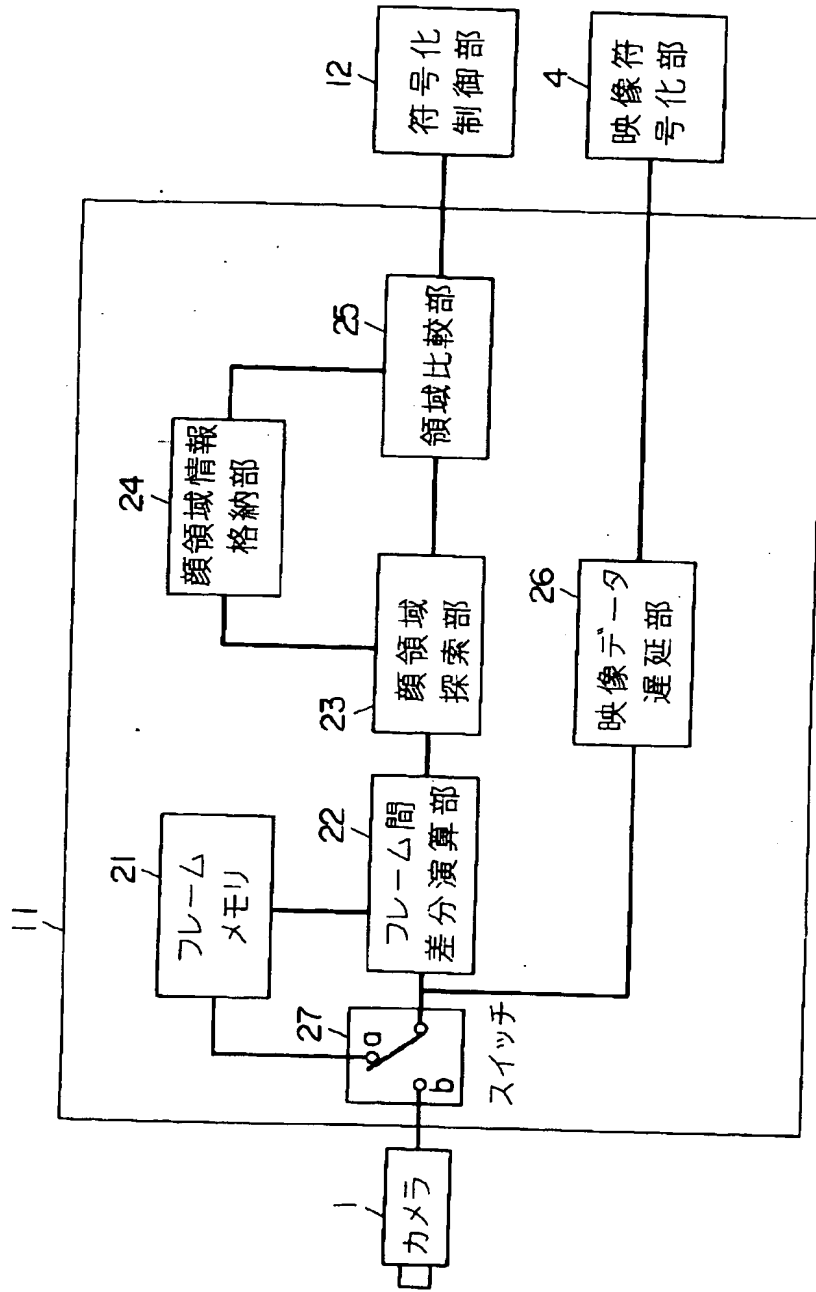 11
21
フレーム
メモリ
24
顔領域情報
格納部
27
a
b
スイッチ
22
フレーム間
差分演算部
23
顔領域
探索部
25
領域比較部
12
符号化
制御部
1
カメラ
26
映像データ
遅延部
4
映像符
号化部